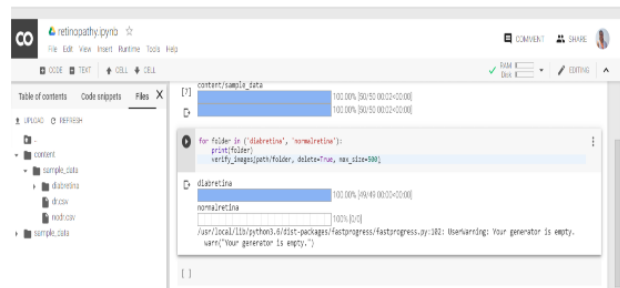 retinopathy.ipynb
COMMENT SHARE
File Edit View Insert Runtime Tools Help
CODE TEXT CELL CELL
RAM
Disk
EDITING
Table of contents Code snippets Files X
UPLOAD REFRESH
..
content
sample_data
diabretina
dr.csv
nodr.csv
sample_data
[7]
content/sample_data
100.00% [50/50 00:02<00:00]
100.00% [50/50 00:02<00:00]
for folder in ('diabretina', 'normalretina'):
print(folder)
verify_images(path/folder, delete=True, max_size=500)
diabretina
100.00% [49/49 00:00<00:00]
normalretina
100% [0/0]
/usr/local/lib/python3.6/dist-packages/fastprogress/fastprogress.py:102: UserWarning: Your generator is empty.
warn("Your generator is empty.")
[ ]